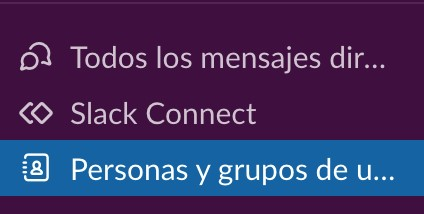 Todos los mensajes dir...
Slack Connect
Personas y grupos de u...